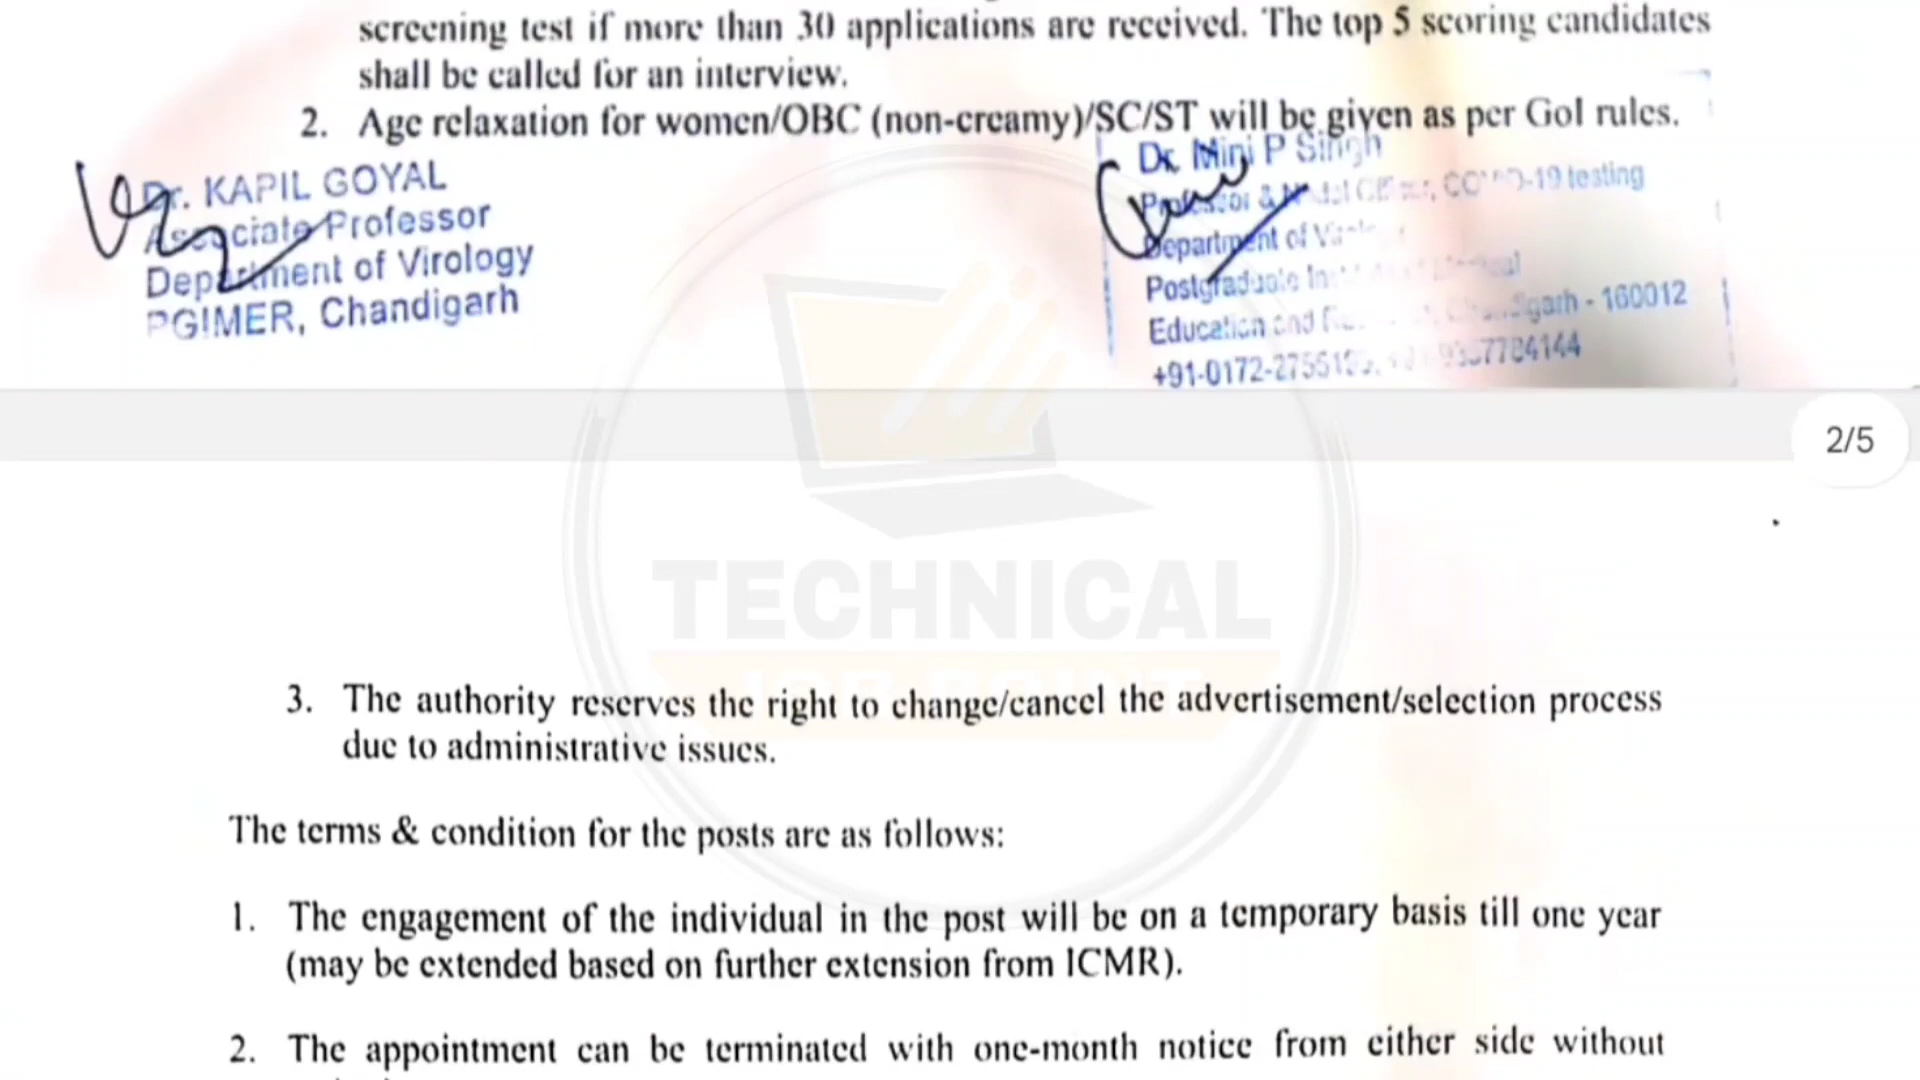 screening test if more than 30 applications are received. The top 5 scoring candidates
shall be called for an interview.
2. Age relaxation for women/OBC (non-creamy)/SC/ST will be given as per GoI rules.
Dr. KAPIL GOYAL
Associate Professor
Department of Virology
PGIMER, Chandigarh
Dr. Mini P Singh
Professor & COVID-19 testing
Department of
Postgraduate
Education and Chandigarh - 160012
2/5
TECHNICAL
JOB POINT
3. The authority reserves the right to change/cancel the advertisement/selection process
due to administrative issues.
The terms & condition for the posts are as follows:
1. The engagement of the individual in the post will be on a temporary basis till one year
(may be extended based on further extension from ICMR).
2. The appointment can be terminated with one-month notice from either side without